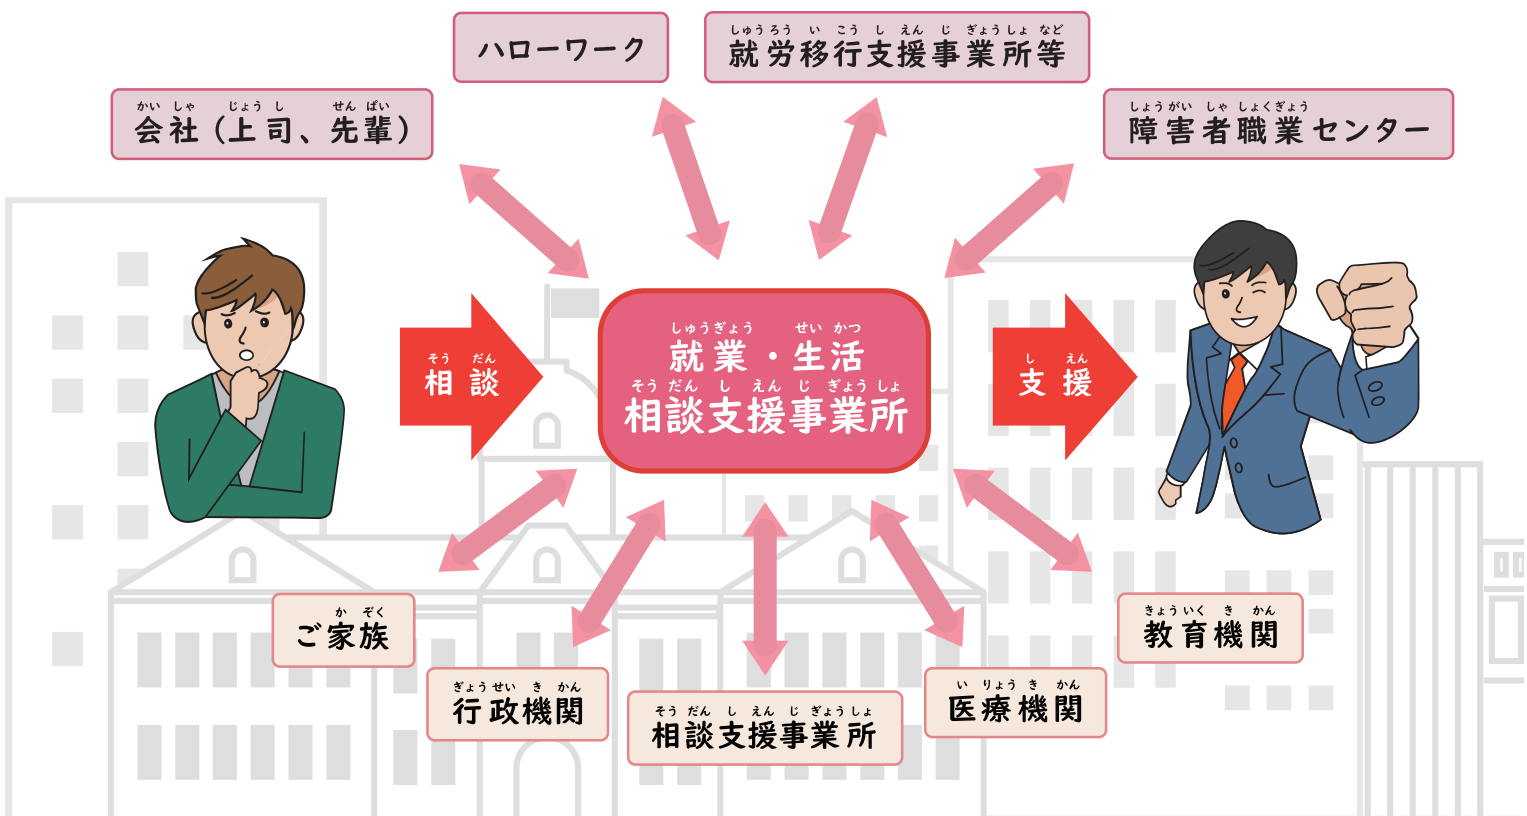 ハローワーク
しゅうろう い こう し えん じ ぎょうしょ など
就労移行支援事業所等
かい しゃ じょう し せん ぱい
会社（上司、先輩）
しょうがい しゃ しょくぎょう
障害者職業センター
そう だん
相談
しゅうぎょう せい かつ
就業・生活
そう だん し えん じ ぎょう しょ
相談支援事業所
し えん
支援
か ぞく
ご家族
ぎょうせい き かん
行政機関
そう だん し えん じ ぎょうしょ
相談支援事業所
い りょう き かん
医療機関
きょういく き かん
教育機関